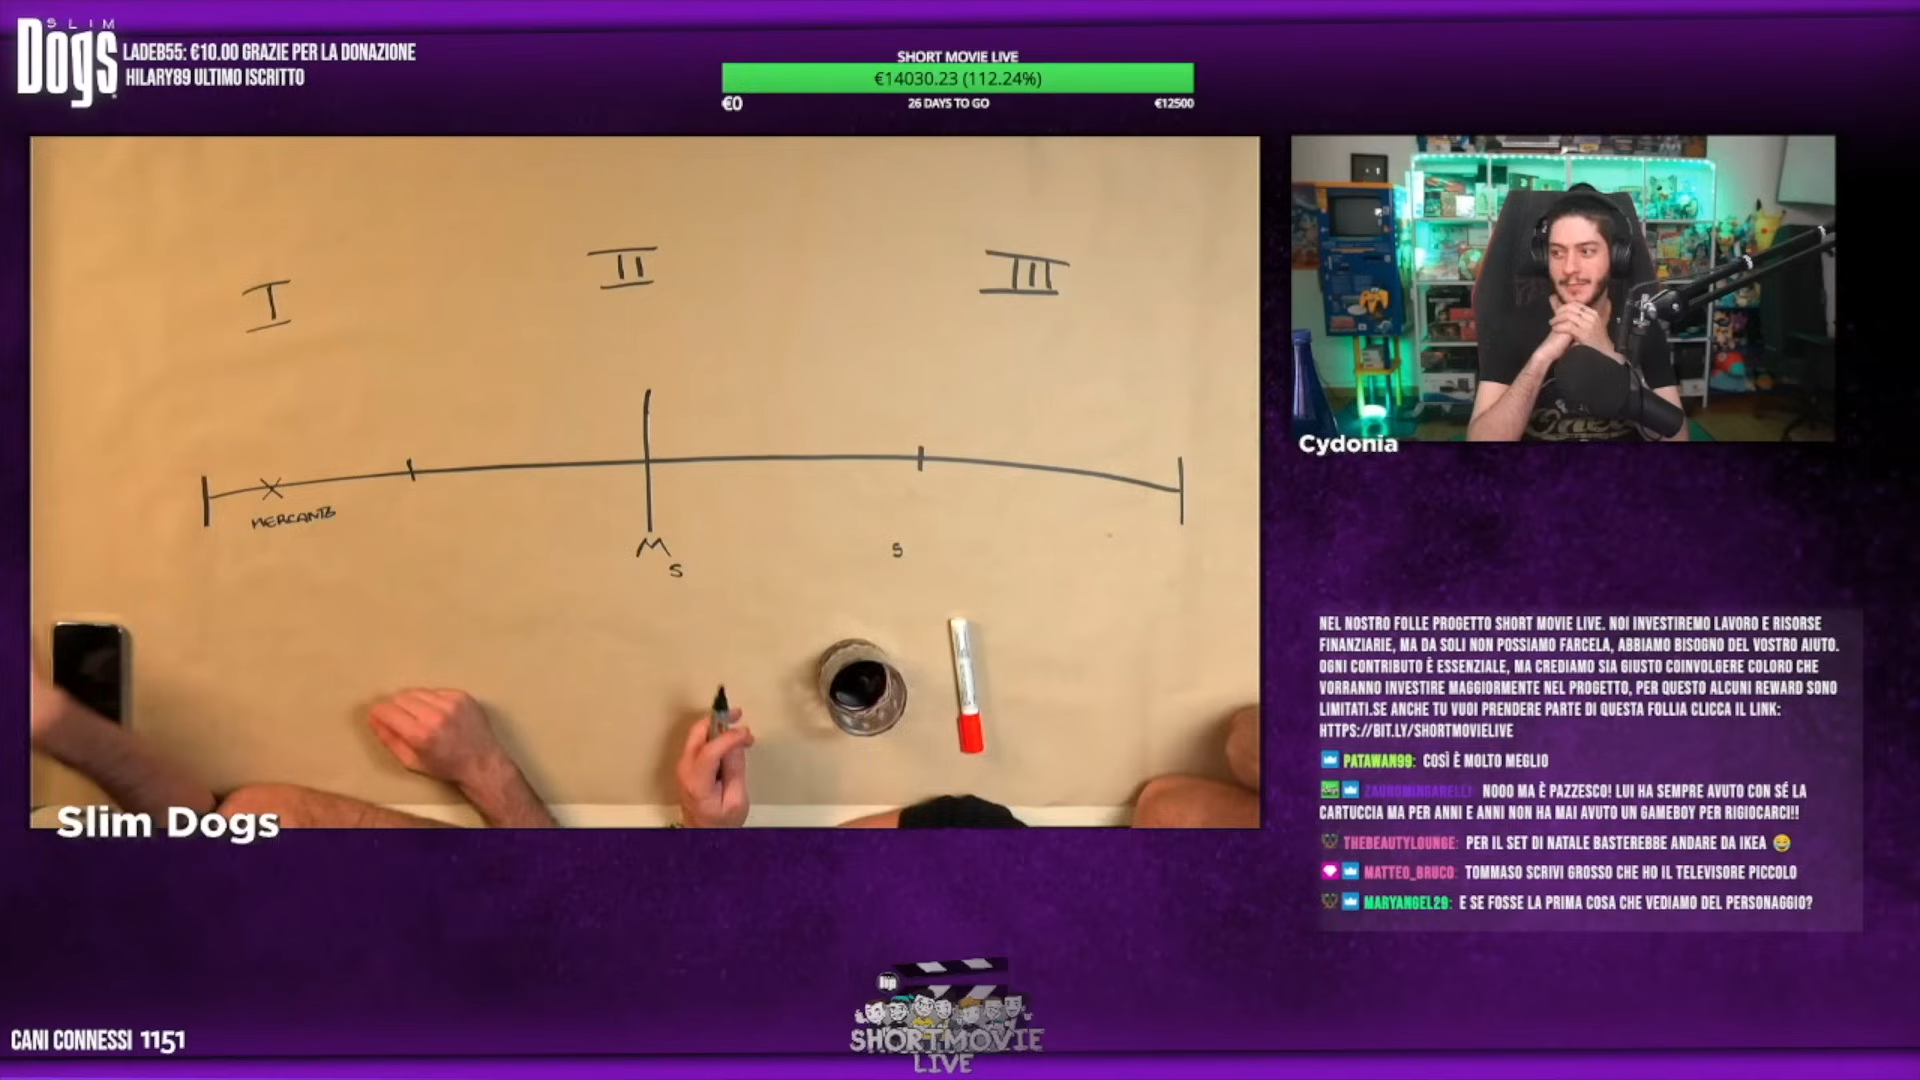 SLIM
Dogs
LADEB55: €10.00 GRAZIE PER LA DONAZIONE
HILARY89 ULTIMO ISCRITTO
SHORT MOVIE LIVE
€14030.23 (112.24%)
€0
26 DAYS TO GO
€12500
I
II
III
MERCANTE
M
S
S
Slim Dogs
Cydonia
NEL NOSTRO FOLLE PROGETTO SHORT MOVIE LIVE. NOI INVESTIREMO LAVORO E RISORSE
FINANZIARIE, MA DA SOLI NON POSSIAMO FARCELA, ABBIAMO BISOGNO DEL VOSTRO AIUTO.
OGNI CONTRIBUTO È ESSENZIALE, MA CREDIAMO SIA GIUSTO COINVOLGERE COLORO CHE
VORRANNO INVESTIRE MAGGIORMENTE NEL PROGETTO, PER QUESTO ALCUNI REWARD SONO
LIMITATI.SE ANCHE TU VUOI PRENDERE PARTE DI QUESTA FOLLIA CLICCA IL LINK:
HTTPS://BIT.LY/SHORTMOVIELIVE
PATAWAN99: COSÌ È MOLTO MEGLIO
ZAUROMINGARELLI: NOOO MA È PAZZESCO! LUI HA SEMPRE AVUTO CON SÉ LA
CARTUCCIA MA PER ANNI E ANNI NON HA MAI AVUTO UN GAMEBOY PER RIGIOCARCI!!
THEBEAUTYLOUNGE: PER IL SET DI NATALE BASTEREBBE ANDARE DA IKEA 😂
MATTEO_BRUCO: TOMMASO SCRIVI GROSSO CHE HO IL TELEVISORE PICCOLO
MARYANGEL29: E SE FOSSE LA PRIMA COSA CHE VEDIAMO DEL PERSONAGGIO?
SHORTMOVIE
LIVE
CANI CONNESSI 1151